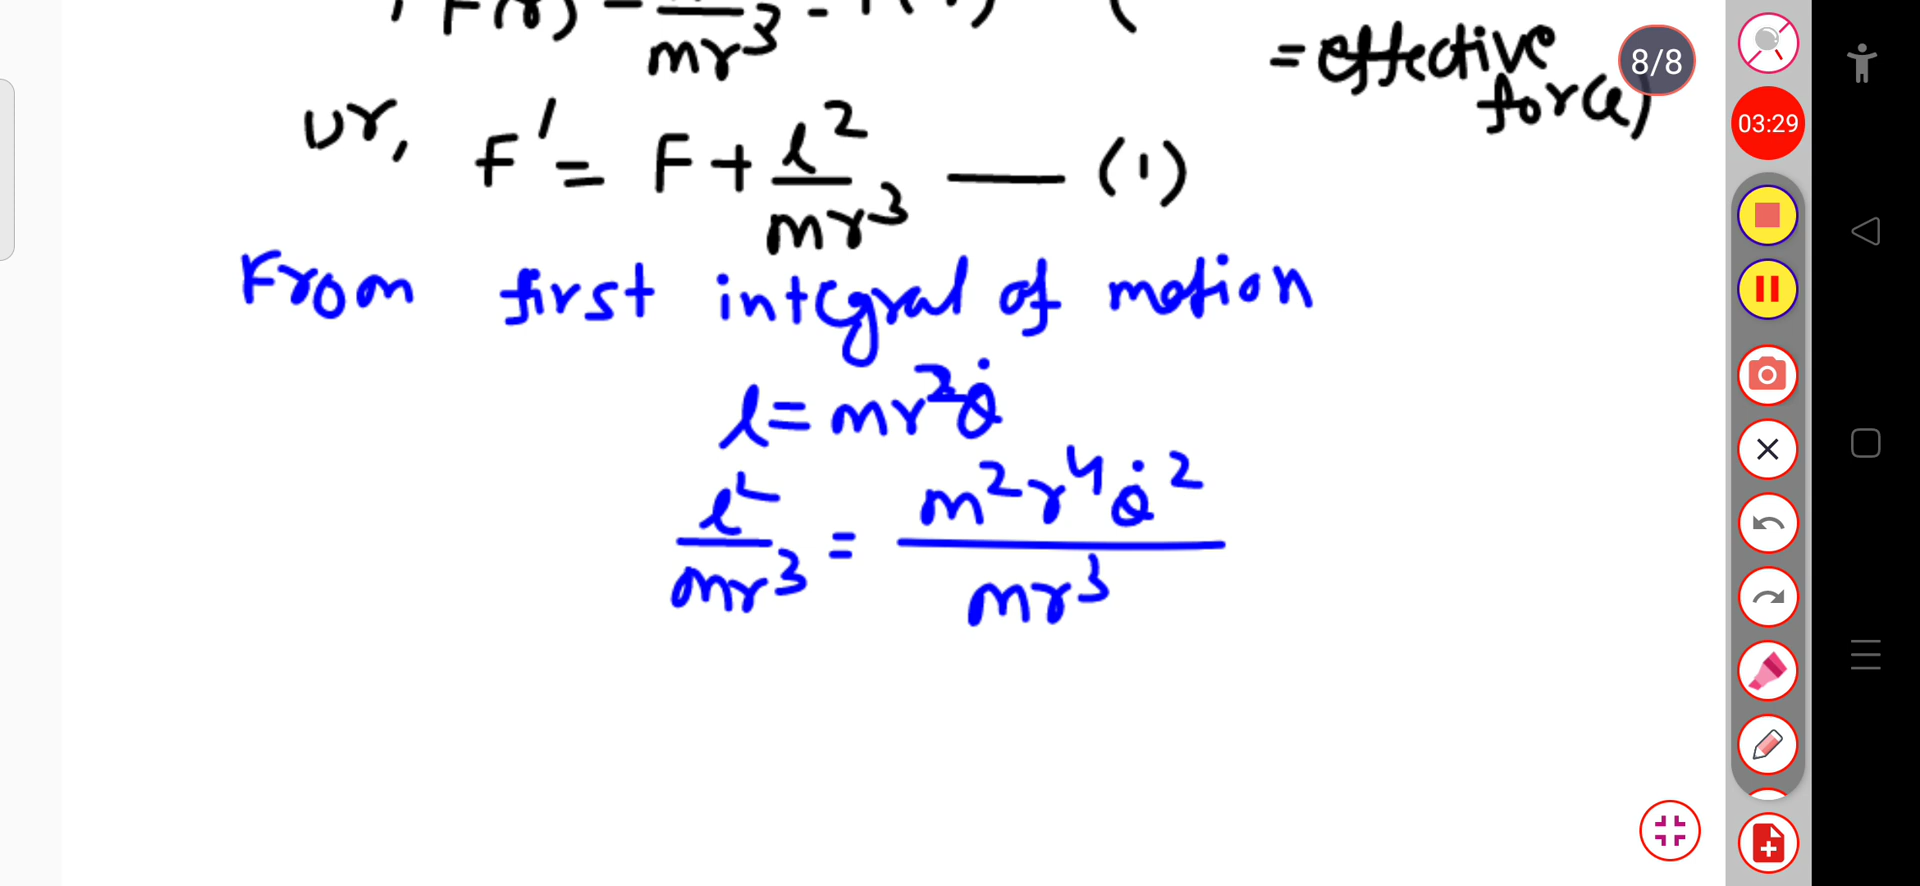 F(r)
mr³
= effective
force)
or, F' = F + l²/mr³ — (1)
From first integral of motion
l = mr²θ̇
l²/mr³ = m²r⁴θ̇²/mr³
8/8
03:29